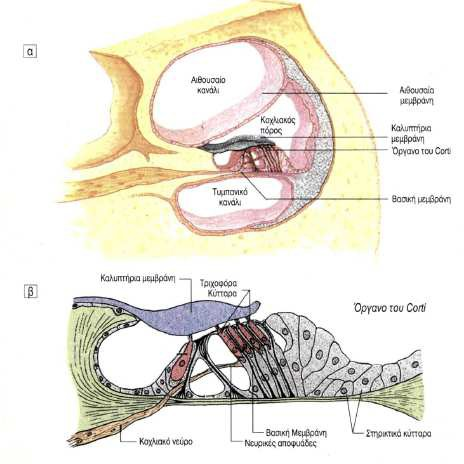 α
Αιθουσαίο
κανάλι
Κοχλιακός
πόρος
Τυμπανικό
κανάλι
Αιθουσαία
μεμβράνη
Καλυπτήρια
μεμβράνη
Όργανο του Corti
Βασική μεμβράνη
β
Καλυπτήρια μεμβράνη
Τριχοφόρα
Κύτταρα
Όργανο του Corti
Κοχλιακό νεύρο
Βασική Μεμβράνη
Νευρικές αποφυάδες
Στηρικτικά κύτταρα